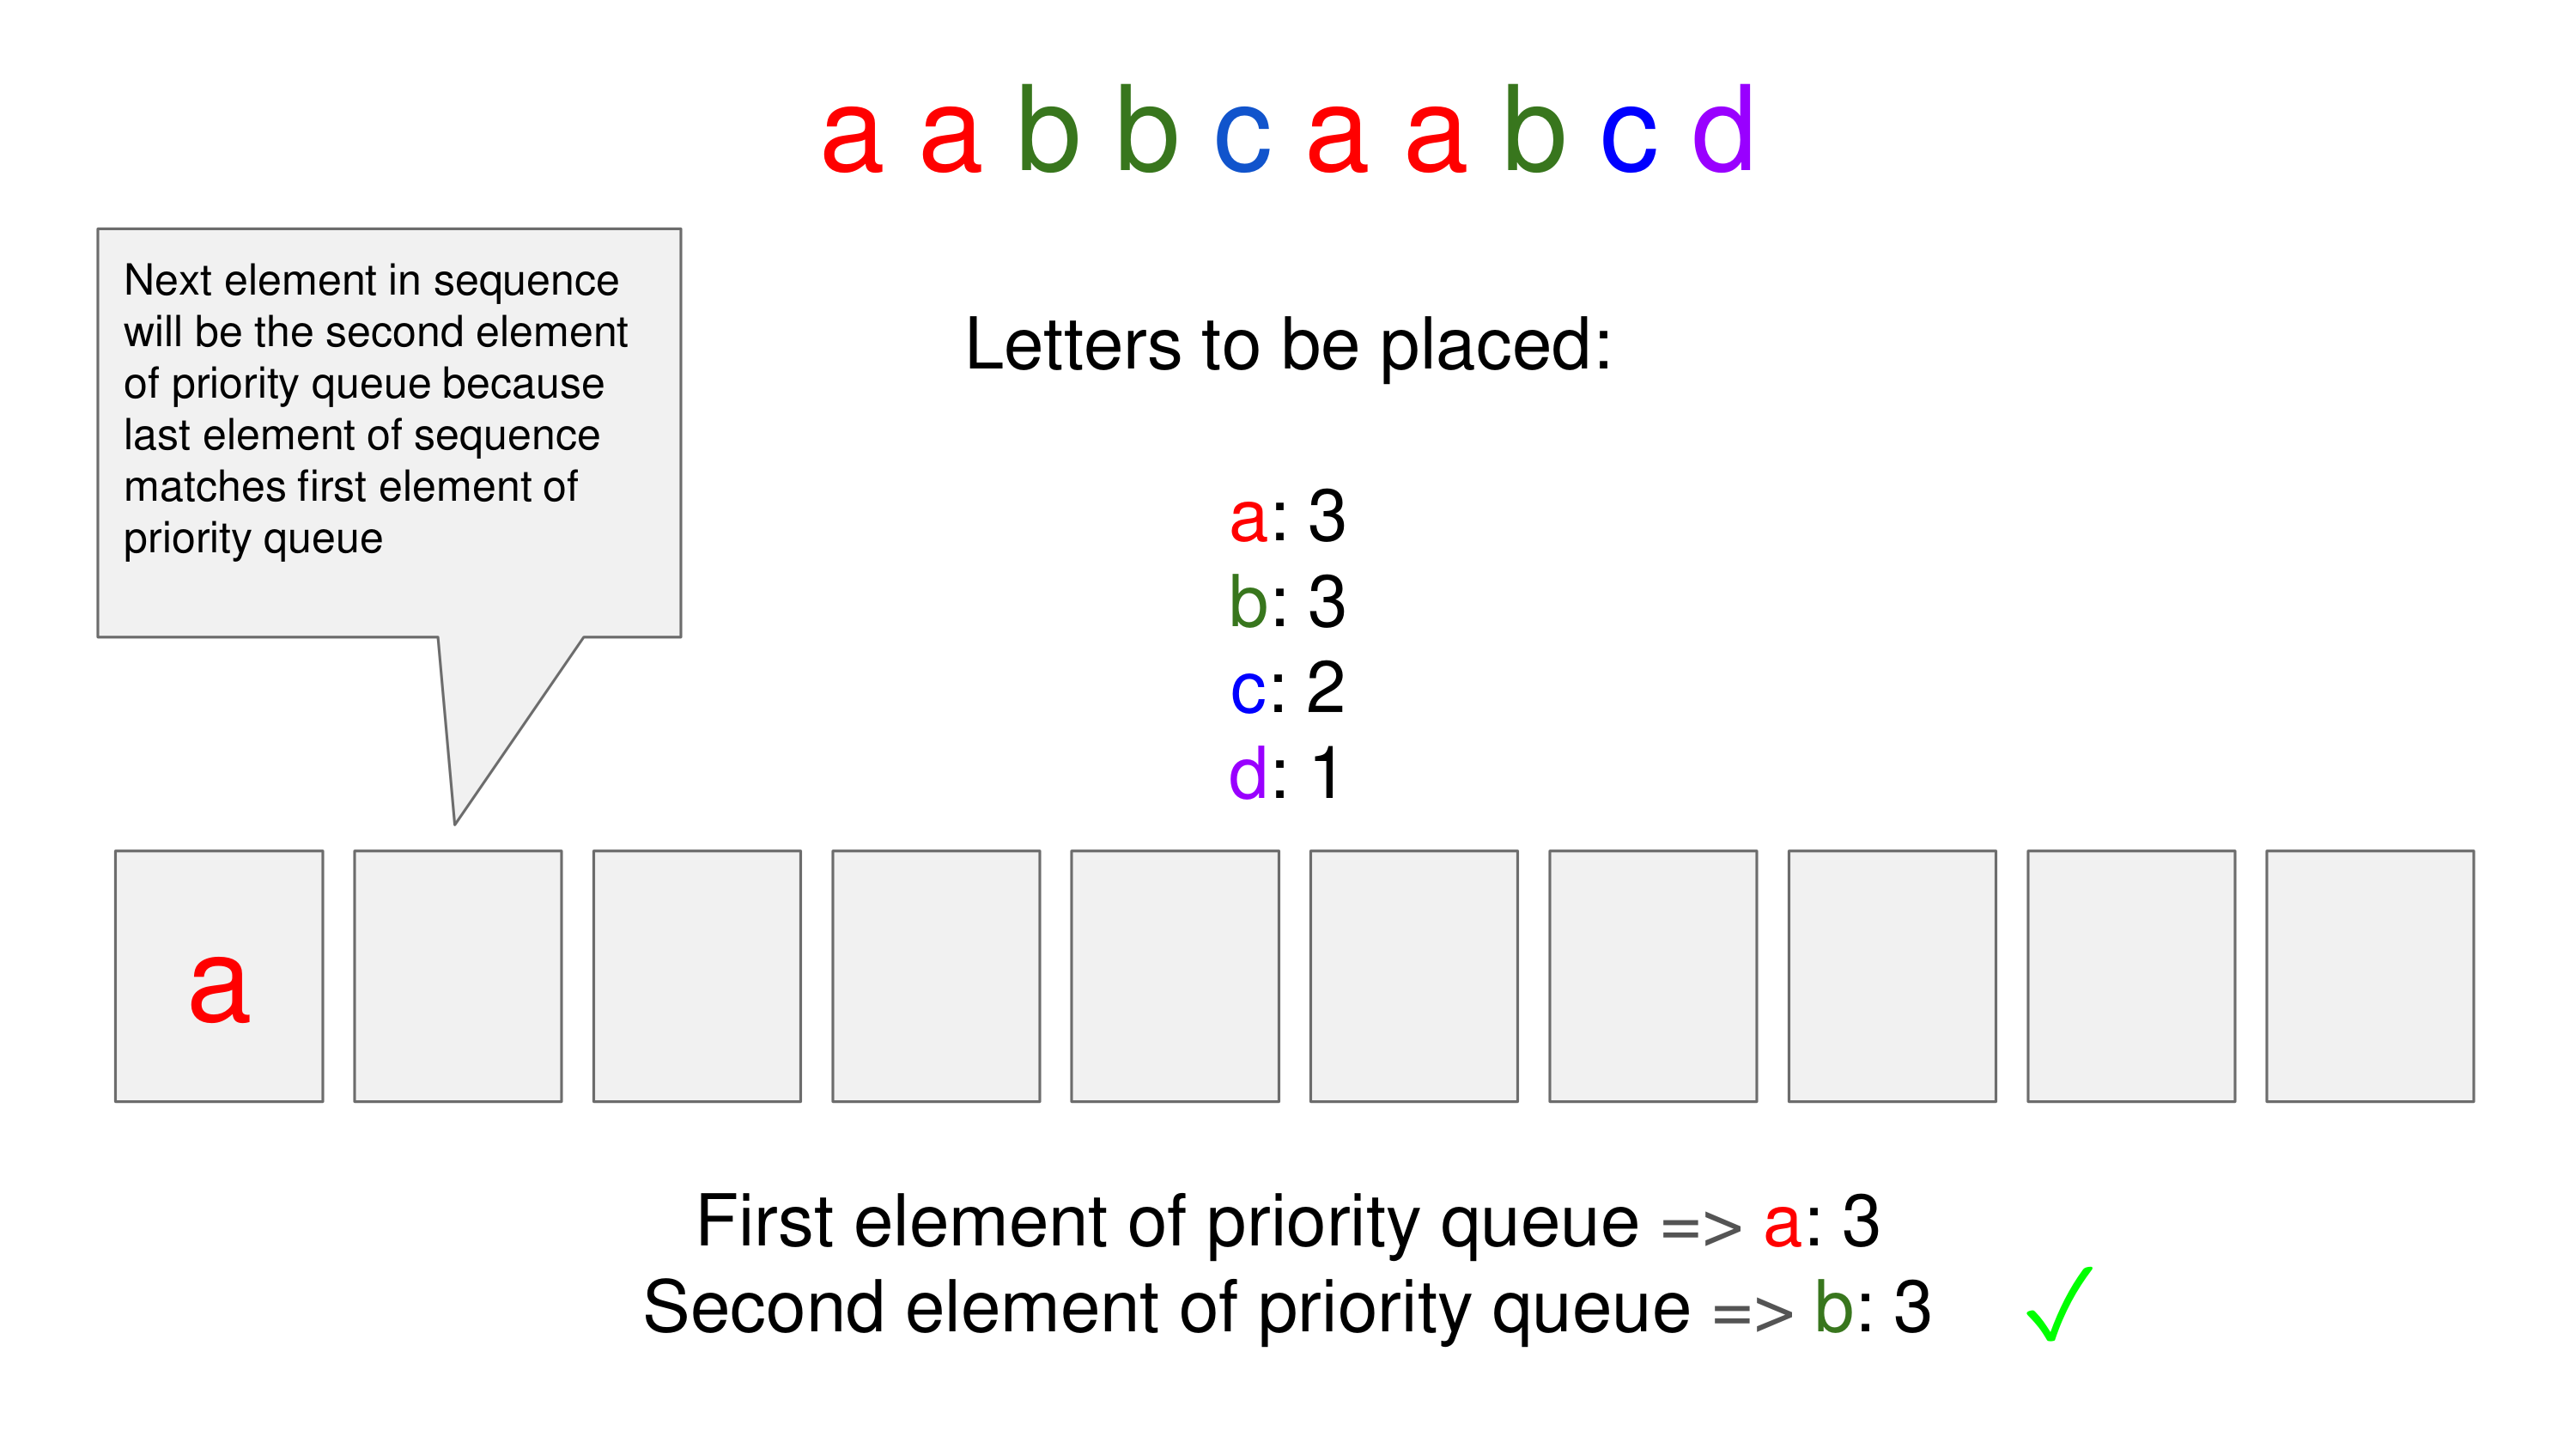 a a b b c a a b c d
Next element in sequence
will be the second element
of priority queue because
last element of sequence
matches first element of
priority queue
Letters to be placed:
a: 3
b: 3
c: 2
d: 1
a
First element of priority queue => a: 3
Second element of priority queue => b: 3 ✓